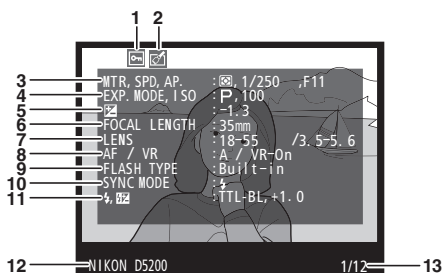 1 2
3 MTR, SPD, AP. : , 1/250 , F11
4 EXP. MODE, ISO : P, 100
5 : –1.3
6 FOCAL LENGTH : 35mm
7 LENS : 18–55 /3.5–5.6
8 AF / VR : A / VR–On
9 FLASH TYPE : Built–in
10 SYNC MODE :
11 , : TTL–BL, +1.0
12 NIKON D5200 1/12 13